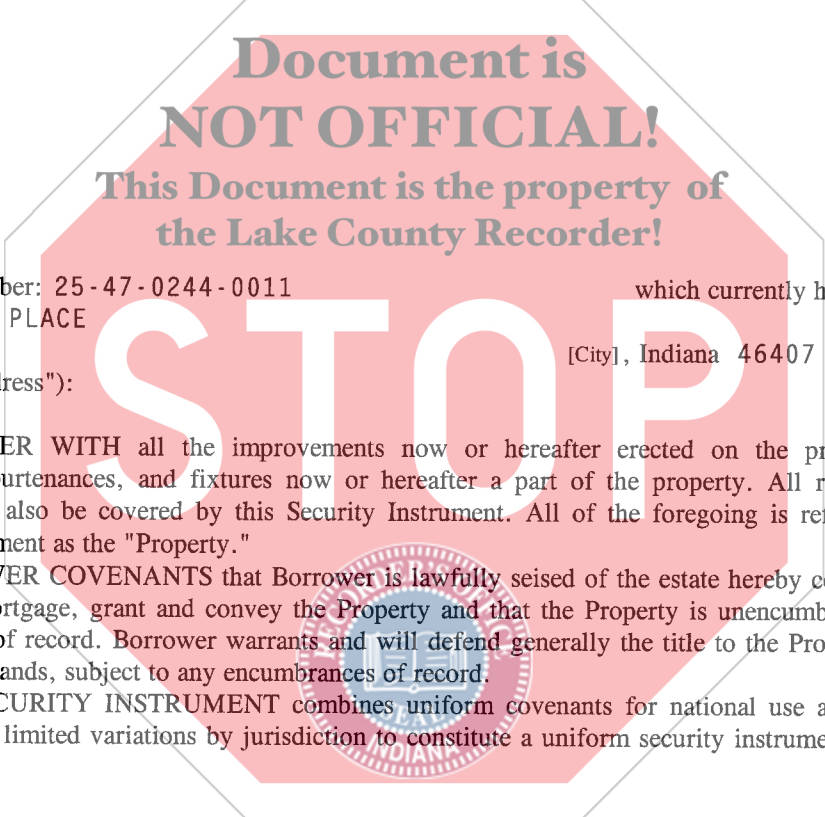 Document is
NOT OFFICIAL!
This Document is the property of
the Lake County Recorder!
ber: 25-47-0244-0011 which currently h
PLACE
[City], Indiana 46407
ress"):
STOP
ER WITH all the improvements now or hereafter erected on the pr
urtenances, and fixtures now or hereafter a part of the property. All r
also be covered by this Security Instrument. All of the foregoing is ref
ment as the "Property."
ER COVENANTS that Borrower is lawfully seised of the estate hereby co
ortgage, grant and convey the Property and that the Property is unencumb
of record. Borrower warrants and will defend generally the title to the Pro
ands, subject to any encumbrances of record.
CURITY INSTRUMENT combines uniform covenants for national use a
limited variations by jurisdiction to constitute a uniform security instrume
RECORDER'S OFFICE
SEAL
INDIANA